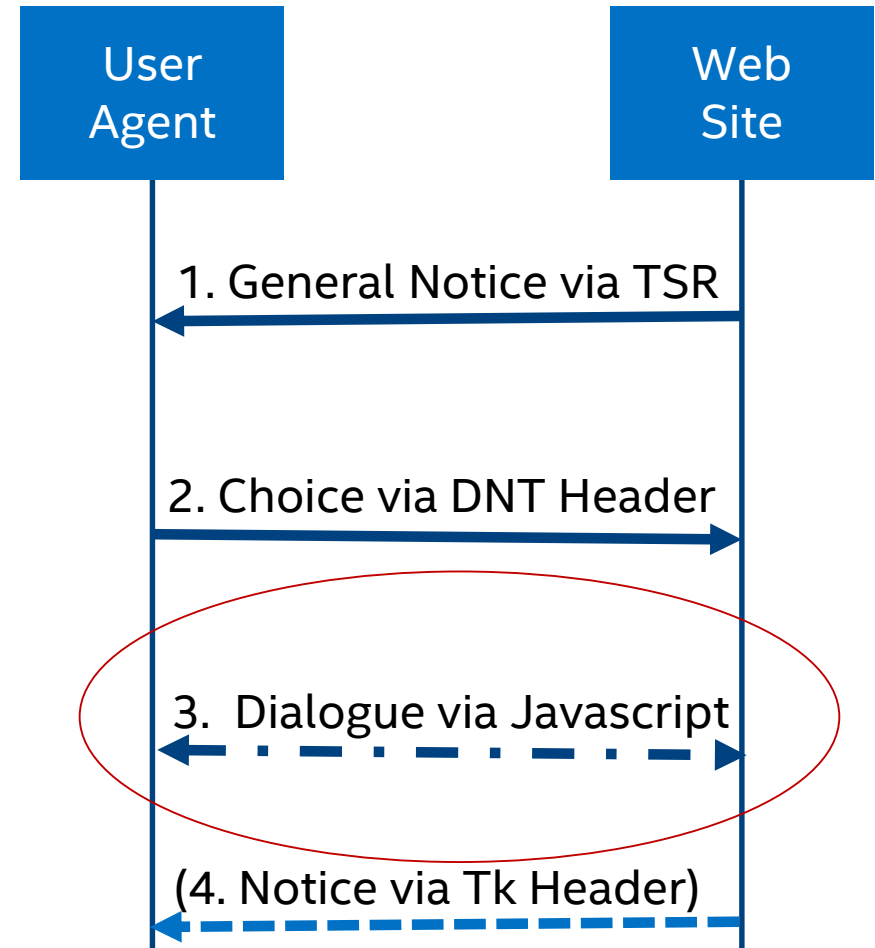 User
Agent
Web
Site
1. General Notice via TSR
2. Choice via DNT Header
3. Dialogue via Javascript
(4. Notice via Tk Header)